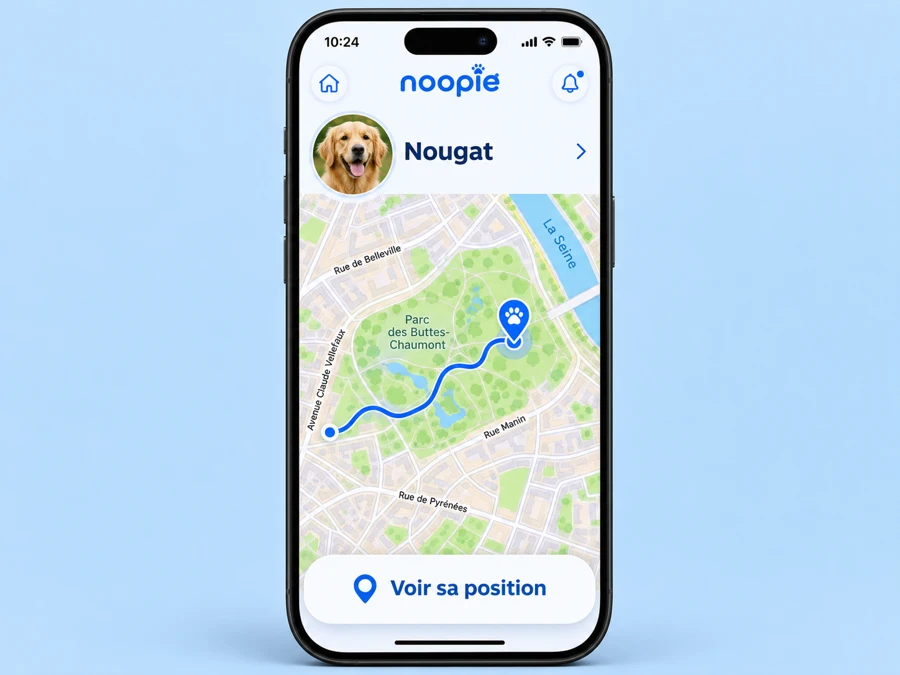 10:24
noopie
Nougat
La Seine
Rue de Belleville
Parc
des Buttes-
Chaumont
Avenue Claude Vellefaux
Rue Manin
Rue de Pyrénées
Voir sa position